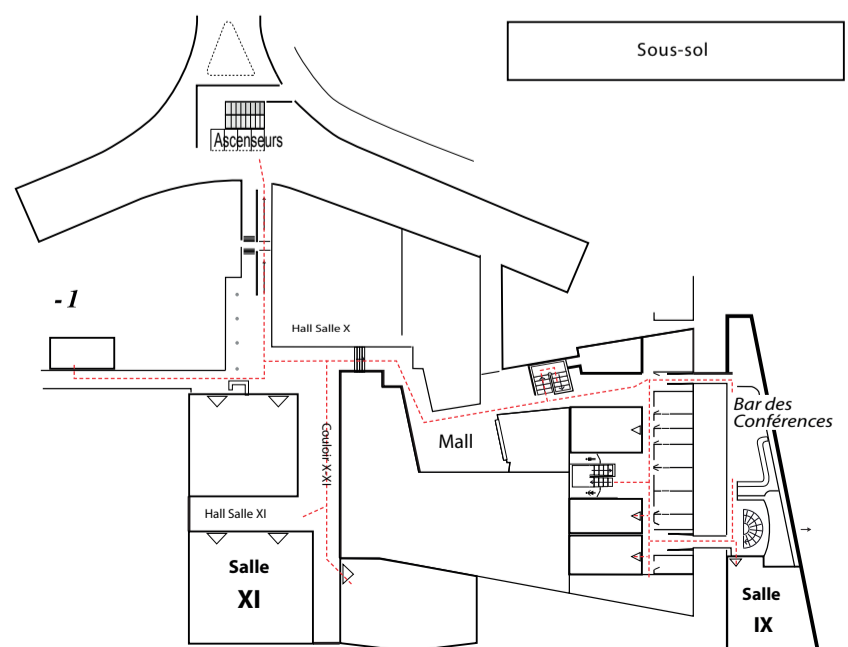 Sous-sol
Ascenseurs
-1
Hall Salle X
Bar des
Conférences
Couloir X-XI
Mall
Hall Salle XI
Salle
XI
Salle
IX